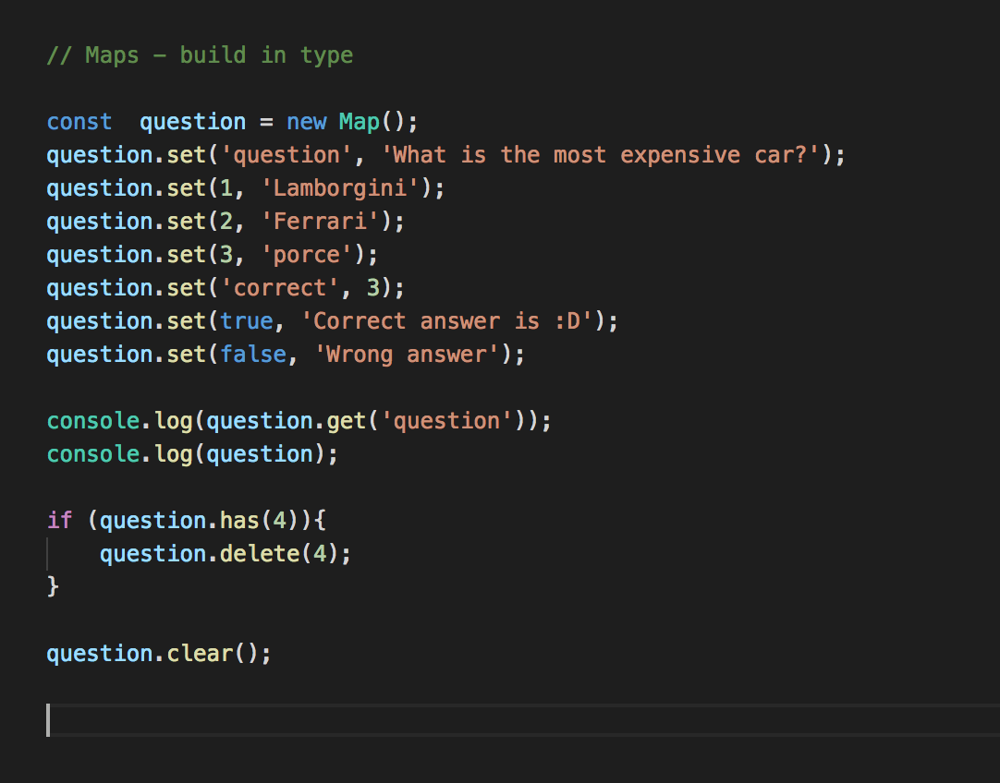 // Maps – build in type
const  question = new Map();
question.set('question', 'What is the most expensive car?');
question.set(1, 'Lamborgini');
question.set(2, 'Ferrari');
question.set(3, 'porce');
question.set('correct', 3);
question.set(true, 'Correct answer is :D');
question.set(false, 'Wrong answer');
console.log(question.get('question'));
console.log(question);
if (question.has(4)){
    question.delete(4);
}
question.clear();